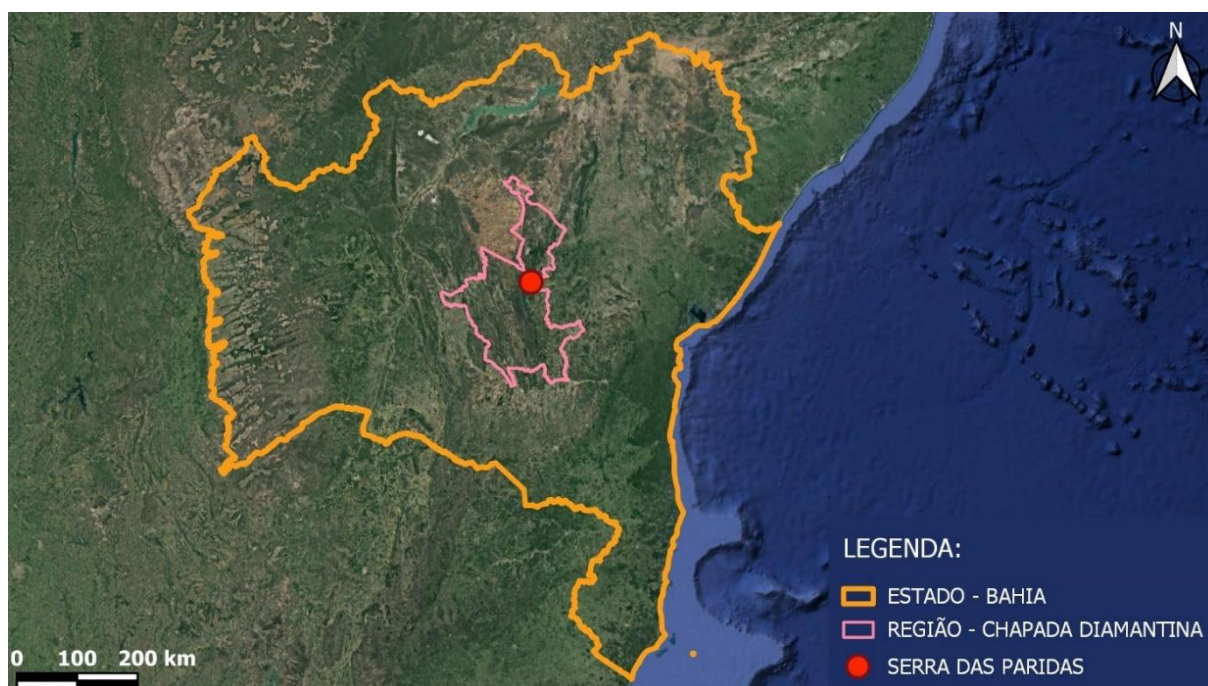 N
LEGENDA:
ESTADO - BAHIA
REGIÃO - CHAPADA DIAMANTINA
SERRA DAS PARIDAS
0 100 200 km